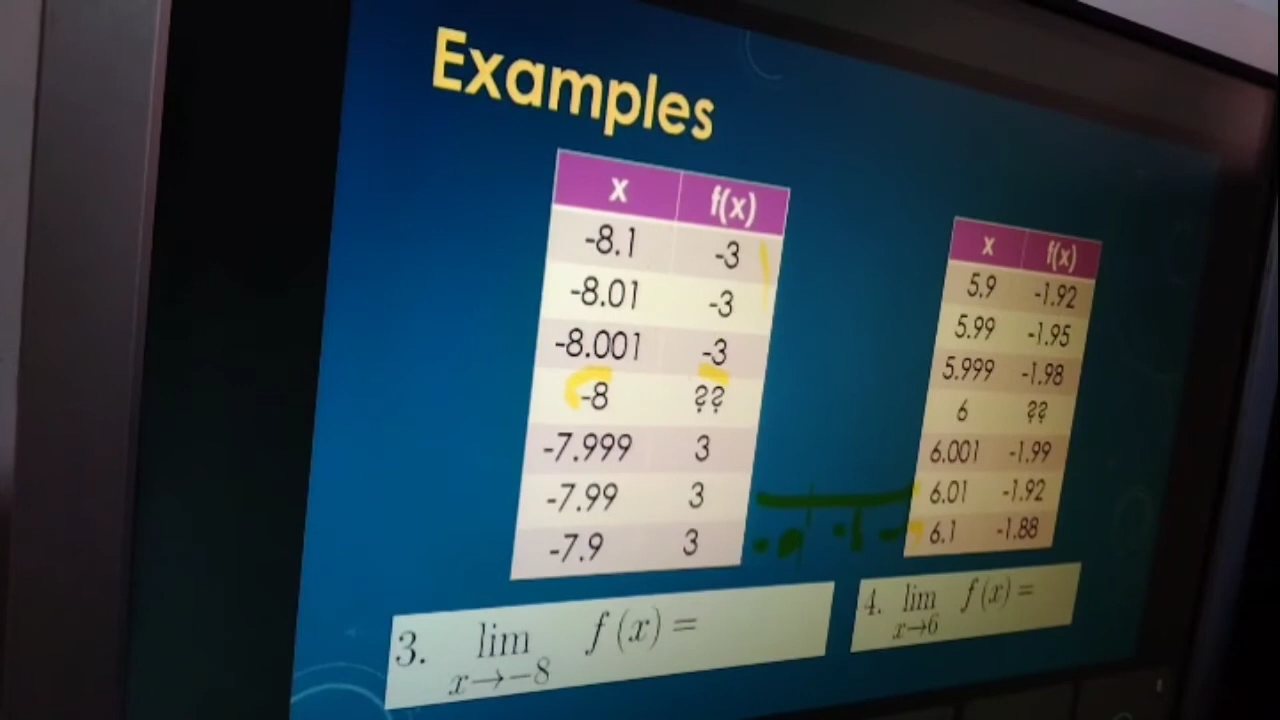 Examples
x f(x)
-8.1 -3
-8.01 -3
-8.001 -3
-8 ??
-7.999 3
-7.99 3
-7.9 3
x f(x)
5.9 -1.92
5.99 -1.95
5.999 -1.98
6 ??
6.001 -1.99
6.01 -1.92
6.1 -1.88
3. lim f(x) =
x→-8
4. lim f(x) =
x→6